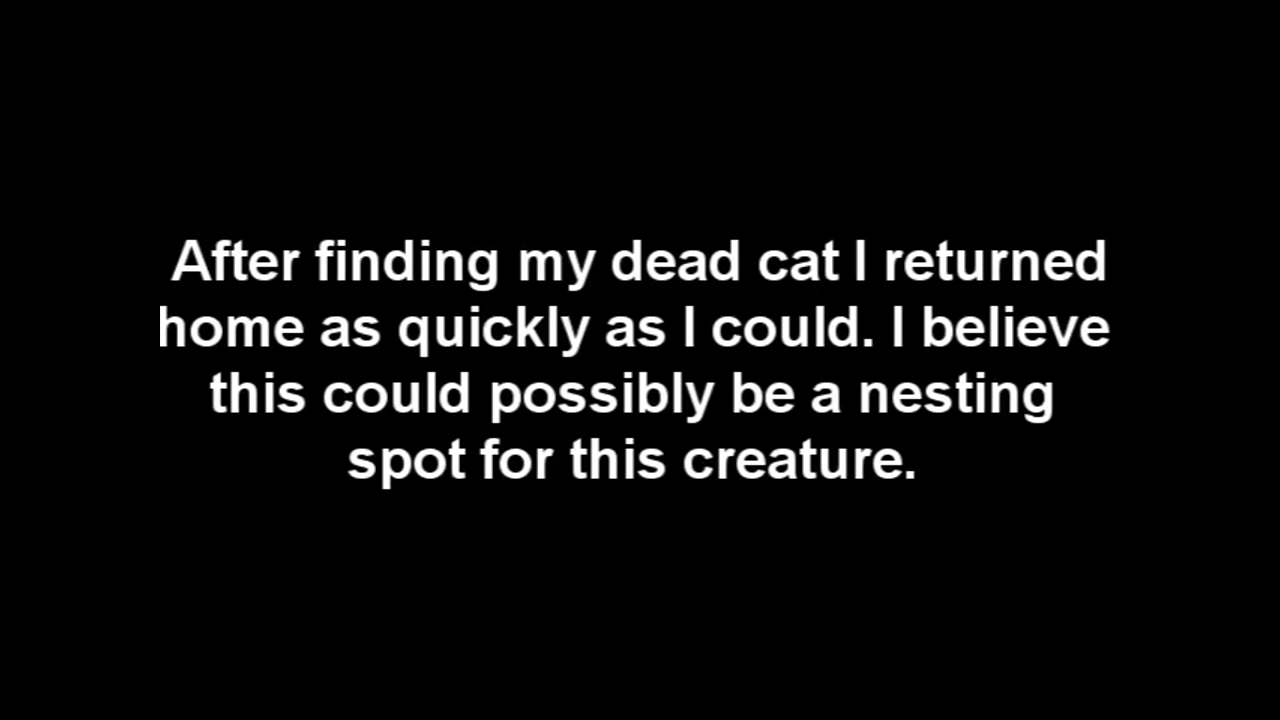 After finding my dead cat I returned
home as quickly as I could. I believe
this could possibly be a nesting
spot for this creature.